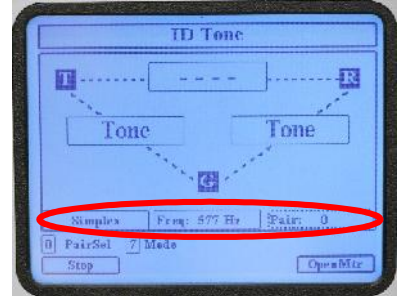 ID Tone
T - - - - R
Tone Tone
G
Simplex Freq: 577 Hz Pair: 0
0 PairSel 7 Mode
Stop OpenMtr